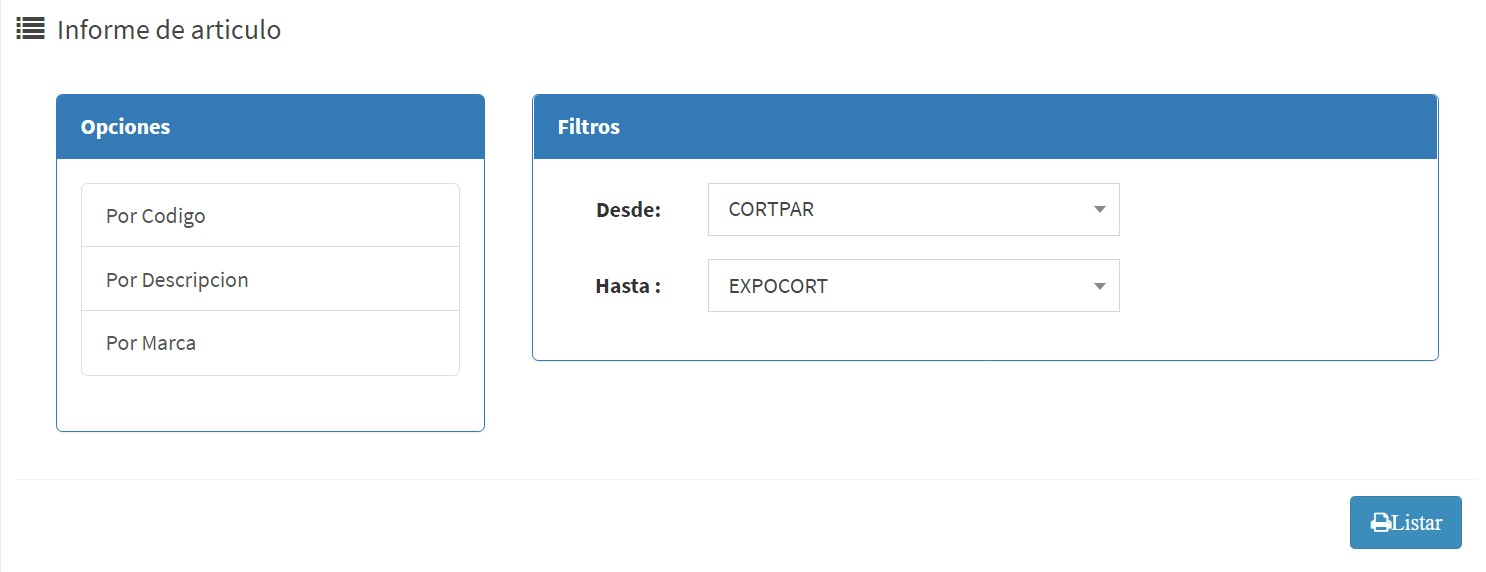 Informe de articulo
Opciones
Por Codigo
Por Descripcion
Por Marca
Filtros
Desde: CORTPAR
Hasta : EXPOCORT
Listar